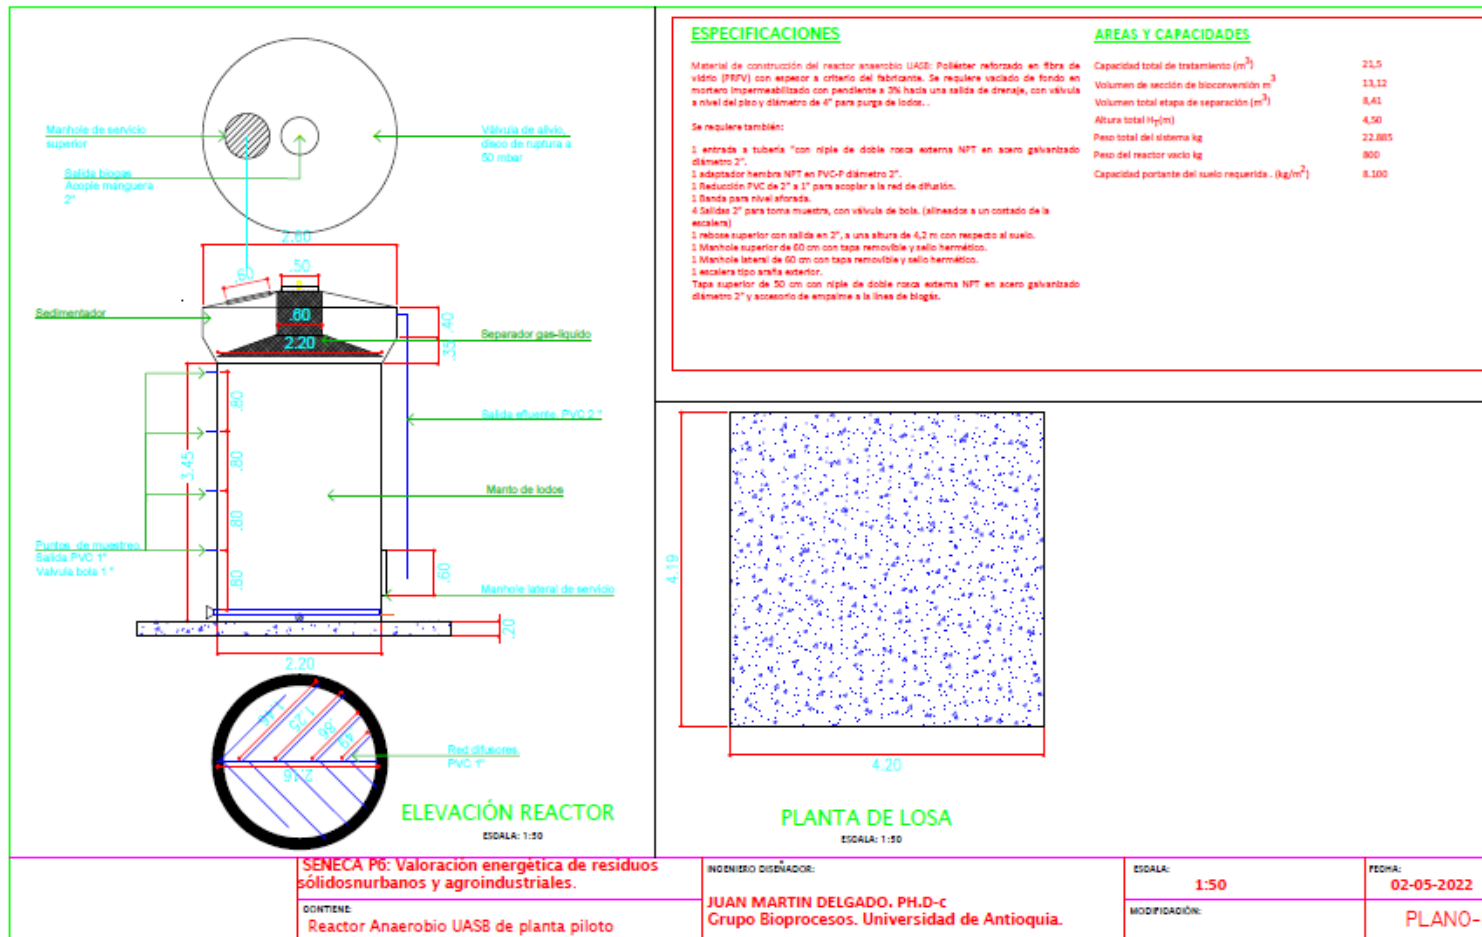 Manhole de servicio
superior
Salida biogas
Acople manguera
2"
Válvula de alivio,
disco de ruptura a
50 mbar
2.60
.60
.50
Sedimentador
.60
2.20
.40
.35
Separador gas-líquido
.80
3.45
.80
.80
.80
Salida efluente. PVC 2 "
Manto de lodos
Puntos de muestreo
Salida PVC 1"
Valvula bola 1 "
.60
Manhole lateral de servicio
.20
2.20
1.46
1.25
.86
.49
2.16
Red difusores.
PVC 1"
ELEVACIÓN REACTOR
ESCALA: 1:50
ESPECIFICACIONES
Material de construcción del reactor anaerobio UASB: Poliéster reforzado en fibra de
vidrio (PRFV) con espesor a criterio del fabricante. Se requiere vaciado de fondo en
mortero impermeabilizado con pendiente a 3% hacia una salida de drenaje, con válvula
a nivel del piso y diámetro de 4" para purga de lodos. .
Se requiere también:
1 entrada a tubería "con niple de doble rosca externa NPT en acero galvanizado
diámetro 2".
1 adaptador hembra NPT en PVC-P diámetro 2".
1 Reducción PVC de 2" a 1" para acoplar a la red de difusión.
1 Banda para nivel aforada.
4 Salidas 2" para toma muestra, con válvula de bola. (alineados a un costado de la
escalera)
1 rebose superior con salida en 2", a una altura de 4,2 m con respecto al suelo.
1 Manhole superior de 60 cm con tapa removible y sello hermético.
1 Manhole lateral de 60 cm con tapa removible y sello hermético.
1 escalera tipo araña exterior.
Tapa superior de 50 cm con niple de doble rosca externa NPT en acero galvanizado
diámetro 2" y accesorio de empalme a la línea de biogás.
AREAS Y CAPACIDADES
Capacidad total de tratamiento (m³) 21,5
Volumen de sección de bioconversión m³ 13,12
Volumen total etapa de separación (m³) 8,41
Altura total H_T(m) 4,50
Peso total del sistema kg 22.885
Peso del reactor vacío kg 800
Capacidad portante del suelo requerida . (kg/m²) 8.100
4.19
4.20
PLANTA DE LOSA
ESCALA: 1:50
SENECA P6: Valoración energética de residuos
sólidosnurbanos y agroindustriales.
CONTIENE:
Reactor Anaerobio UASB de planta piloto
INGENIERO DISEÑADOR:
JUAN MARTIN DELGADO. PH.D-c
Grupo Bioprocesos. Universidad de Antioquia.
ESCALA:
1:50
MODIFICACIÓN:
FECHA:
02-05-2022
PLANO-